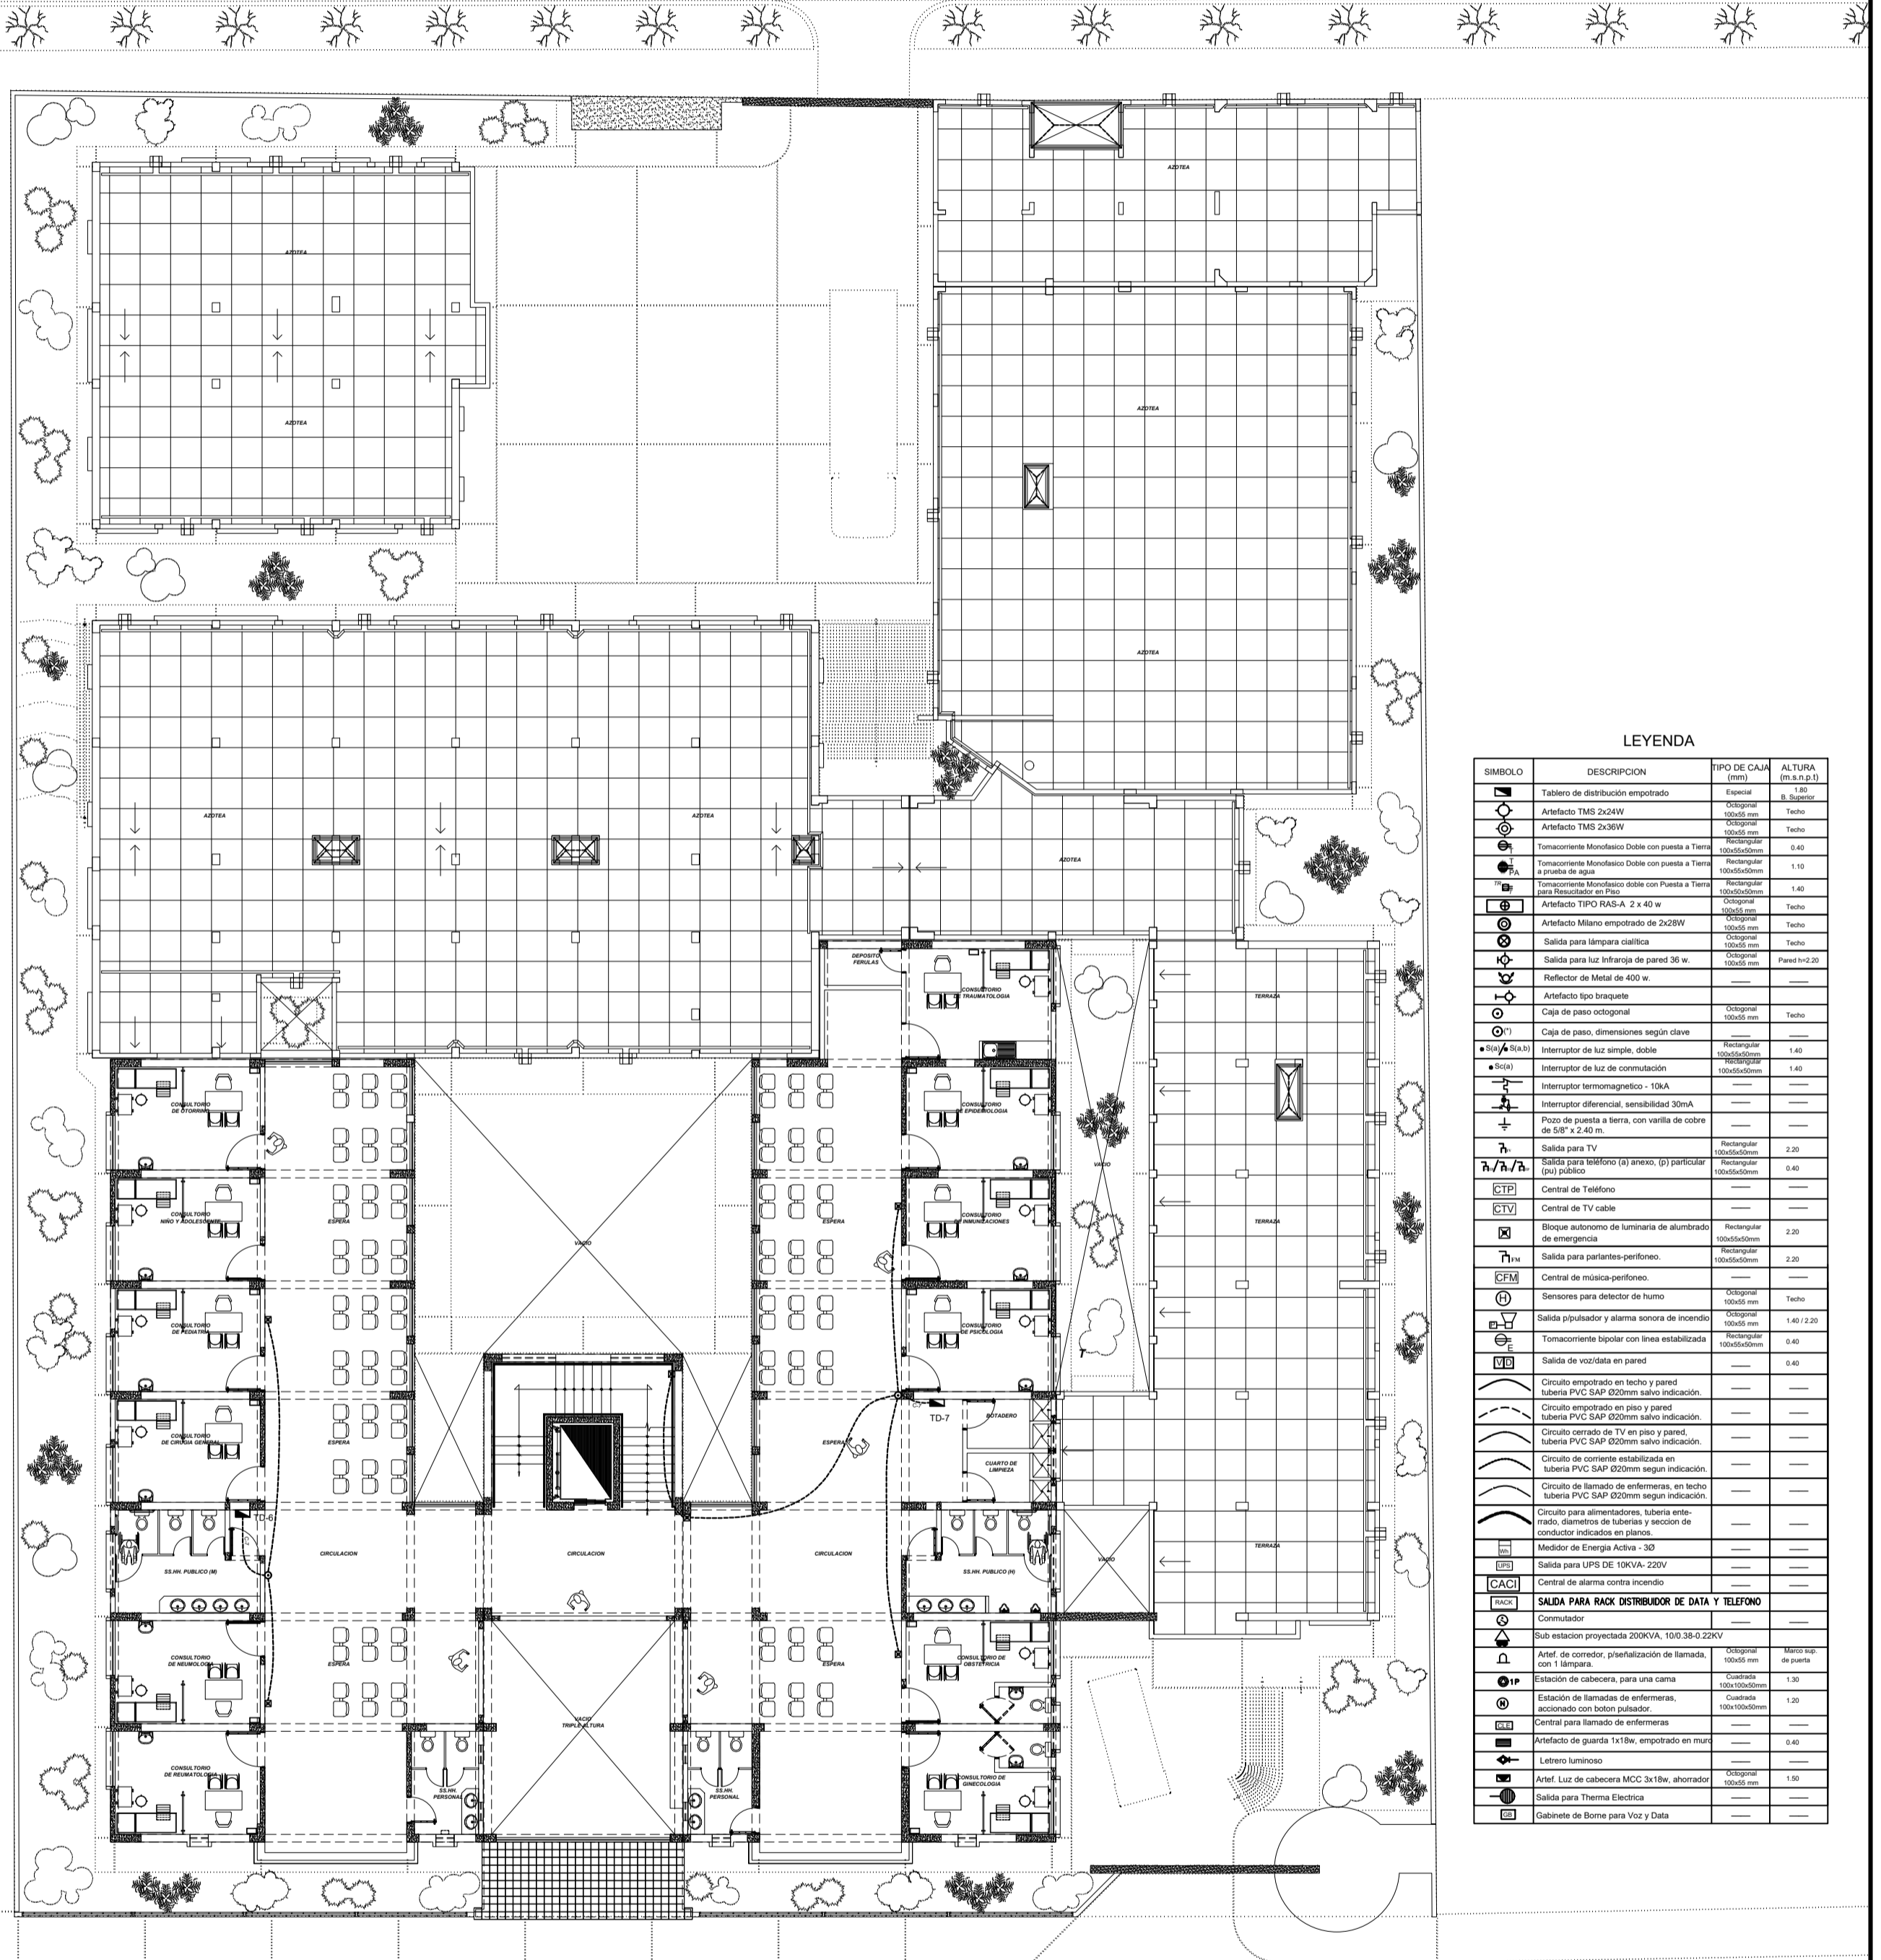 AZOTEA
AZOTEA
AZOTEA
AZOTEA
AZOTEA
AZOTEA
AZOTEA
AZOTEA
DEPOSITO
FERULAS
CONSULTORIO
DE TRAUMATOLOGIA
TERRAZA
CONSULTORIO
DE OTORRINO
CONSULTORIO
DE EPIDEMIOLOGIA
VACIO
CONSULTORIO
NIÑO Y ADOLESCENTE
ESPERA
VACIO
ESPERA
CONSULTORIO
DE INMUNIZACIONES
TERRAZA
CONSULTORIO
DE PEDIATRIA
CONSULTORIO
DE PSICOLOGIA
T
TD-7
BOTADERO
CONSULTORIO
DE CIRUGIA GENERAL
ESPERA
ESPERA
CUARTO DE
LIMPIEZA
TD-6
CIRCULACION
CIRCULACION
CIRCULACION
TERRAZA
VACIO
SS.HH. PUBLICO (M)
SS.HH. PUBLICO (H)
CONSULTORIO
DE NEUMOLOGIA
ESPERA
ESPERA
CONSULTORIO DE
OBSTETRICIA
VACIO
TRIPLE ALTURA
CONSULTORIO
DE REUMATOLOGIA
SS.HH.
PERSONAL
SS.HH.
PERSONAL
CONSULTORIO DE
GINECOLOGIA
LEYENDA
SIMBOLO DESCRIPCION TIPO DE CAJA (mm) ALTURA (m.s.n.p.t)
Tablero de distribución empotrado Especial 1.80 B. Superior
Artefacto TMS 2x24W Octogonal 100x55 mm Techo
Artefacto TMS 2x36W Octogonal 100x55 mm Techo
Tomacorriente Monofasico Doble con puesta a Tierra Rectangular 100x55x50mm 0.40
T PA Tomacorriente Monofasico Doble con puesta a Tierra a prueba de agua Rectangular 100x55x50mm 1.10
Tomacorriente Monofasico doble con Puesta a Tierra para Resucitador en Piso Rectangular 100x50x50mm 1.40
Artefacto TIPO RAS-A 2 x 40 w Octogonal 100x55 mm Techo
Artefacto Milano empotrado de 2x28W Octogonal 100x55 mm Techo
Salida para lámpara cialítica Octogonal 100x55 mm Techo
Salida para luz Infraroja de pared 36 w. Octogonal 100x55 mm Pared h=2.20
Reflector de Metal de 400 w.
Artefacto tipo braquete
Caja de paso octogonal Octogonal 100x55 mm Techo
(*) Caja de paso, dimensiones según clave
S(a)/ S(a,b) Interruptor de luz simple, doble Rectangular 100x55x50mm 1.40
Sc(a) Interruptor de luz de conmutación Rectangular 100x55x50mm 1.40
Interruptor termomagnetico - 10kA
Interruptor diferencial, sensibilidad 30mA
Pozo de puesta a tierra, con varilla de cobre
de 5/8" x 2.40 m.
Salida para TV Rectangular 100x55x50mm 2.20
Salida para teléfono (a) anexo, (p) particular
(pu) público Rectangular 100x55x50mm 0.40
CTP Central de Teléfono
CTV Central de TV cable
Bloque autonomo de luminaria de alumbrado
de emergencia Rectangular 100x55x50mm 2.20
FM Salida para parlantes-perifoneo. Rectangular 100x55x50mm 2.20
CFM Central de música-perifoneo.
H Sensores para detector de humo Octogonal 100x55 mm Techo
P Salida p/pulsador y alarma sonora de incendio Octogonal 100x55 mm 1.40 / 2.20
E Tomacorriente bipolar con linea estabilizada Rectangular 100x55x50mm 0.40
V D Salida de voz/data en pared 0.40
Circuito empotrado en techo y pared
tuberia PVC SAP Ø20mm salvo indicación.
Circuito empotrado en piso y pared
tuberia PVC SAP Ø20mm salvo indicación.
Circuito cerrado de TV en piso y pared,
tuberia PVC SAP Ø20mm salvo indicación.
Circuito de corriente estabilizada en
tuberia PVC SAP Ø20mm segun indicación.
Circuito de llamado de enfermeras, en techo
tuberia PVC SAP Ø20mm segun indicación.
Circuito para alimentadores, tuberia ente-
rrado, diametros de tuberias y seccion de
conductor indicados en planos.
Wh Medidor de Energia Activa - 3Ø
UPS Salida para UPS DE 10KVA- 220V
CACI Central de alarma contra incendio
RACK SALIDA PARA RACK DISTRIBUIDOR DE DATA Y TELEFONO
Conmutador
Sub estacion proyectada 200KVA, 10/0.38-0.22KV
Artef. de corredor, p/señalización de llamada,
con 1 lámpara. Octogonal 100x55 mm Marco sup. de puerta
1P Estación de cabecera, para una cama Cuadrada 100x100x50mm 1.30
Estación de llamadas de enfermeras,
accionado con boton pulsador. Cuadrada 100x100x50mm 1.20
Central para llamado de enfermeras
Artefacto de guarda 1x18w, empotrado en muro 0.40
Letrero luminoso
Artef. Luz de cabecera MCC 3x18w, ahorrador Octogonal 100x55 mm 1.50
Salida para Therma Electrica
GB Gabinete de Borne para Voz y Data